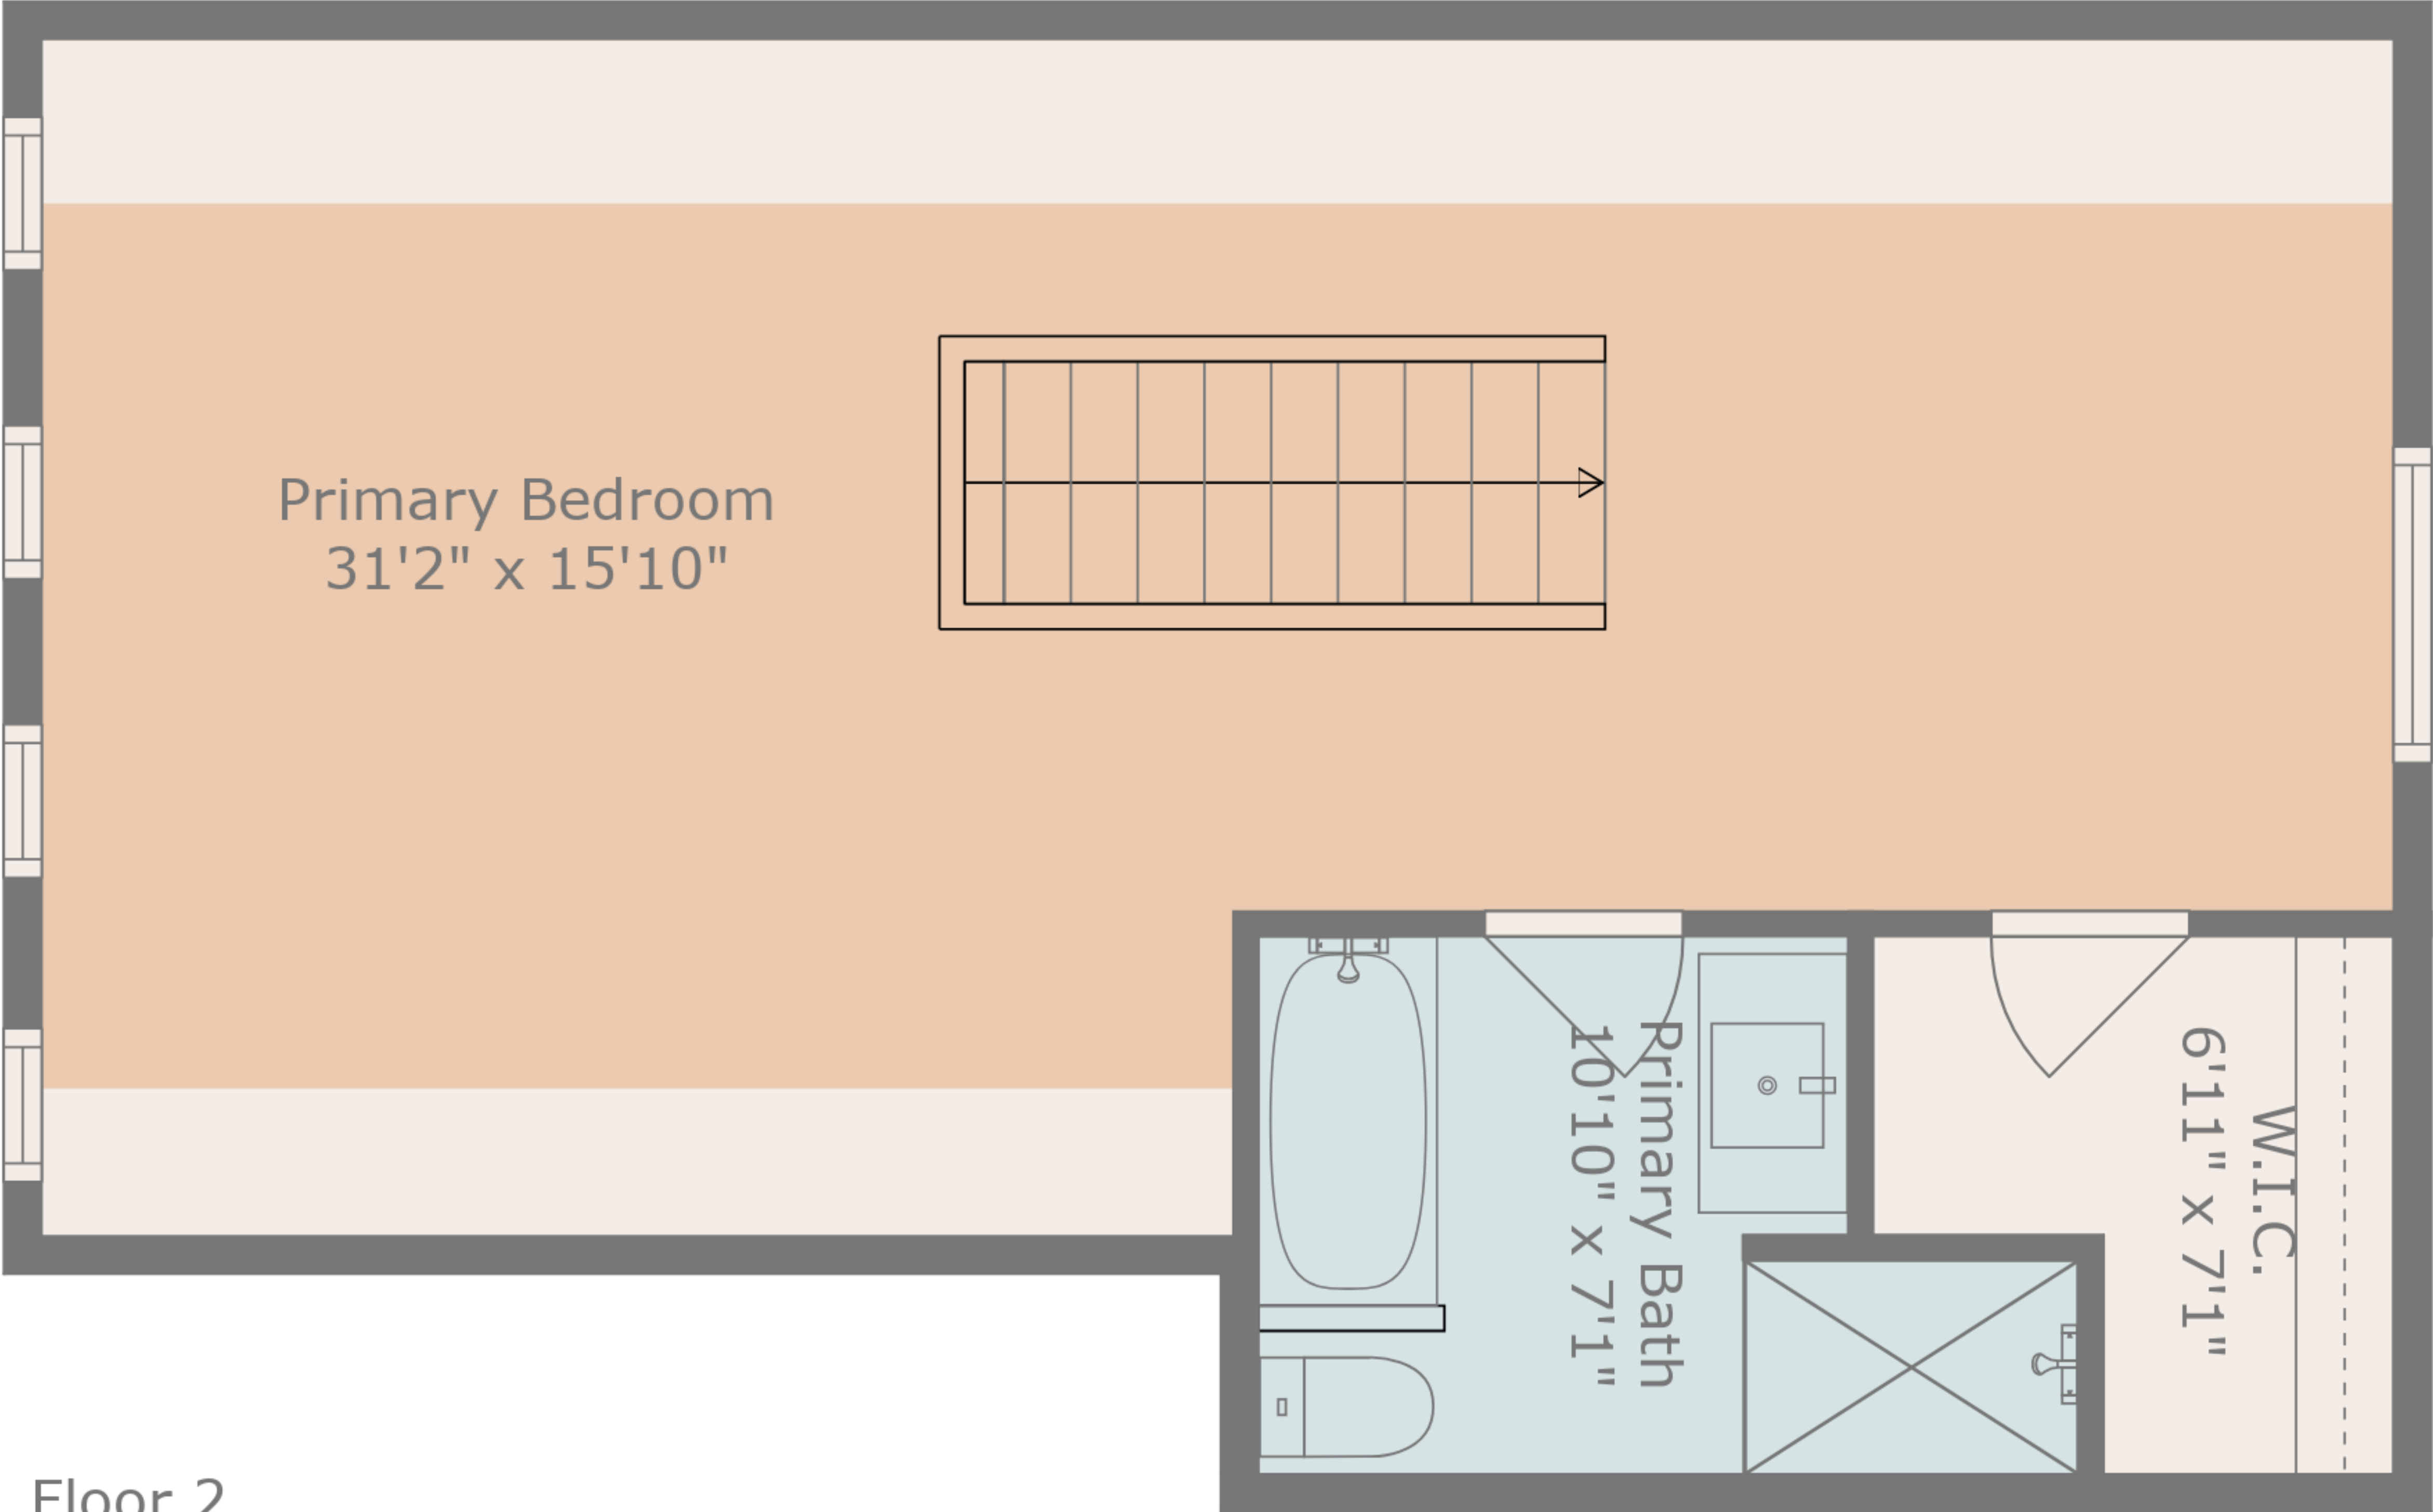 Primary Bedroom
31'2" x 15'10"
Primary Bath
10'10" x 7'1"
W.I.C.
6'11" x 7'1"
Floor 2